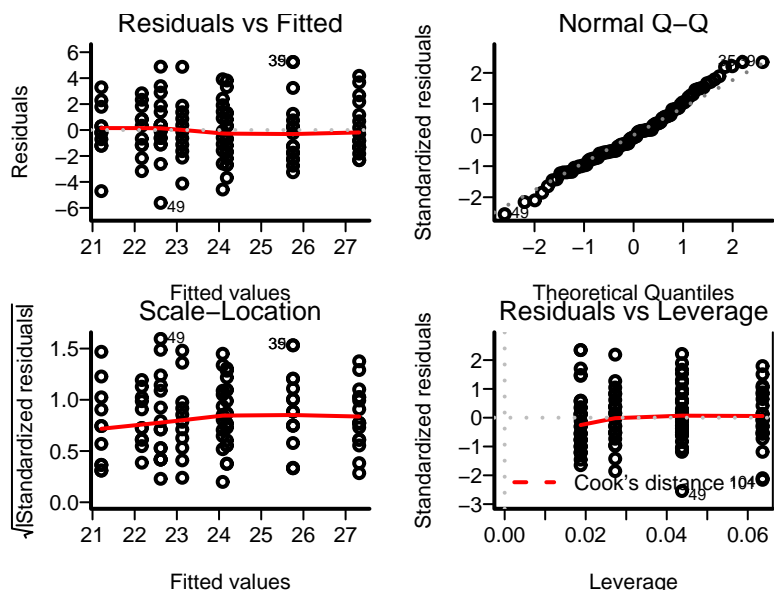 Residuals vs Fitted
Residuals
6
4
2
0
−2
−4
−6
49
21 22 23 24 25 26 27
Fitted values
Normal Q−Q
Standardized residuals
2
1
0
−1
−2
49
−2 −1 0 1 2
Theoretical Quantiles
Scale−Location
√|Standardized residuals|
1.5
1.0
0.5
0.0
49
21 22 23 24 25 26 27
Fitted values
Residuals vs Leverage
Standardized residuals
2
1
0
−1
−2
−3
Cook's distance
49
0.00 0.02 0.04 0.06
Leverage